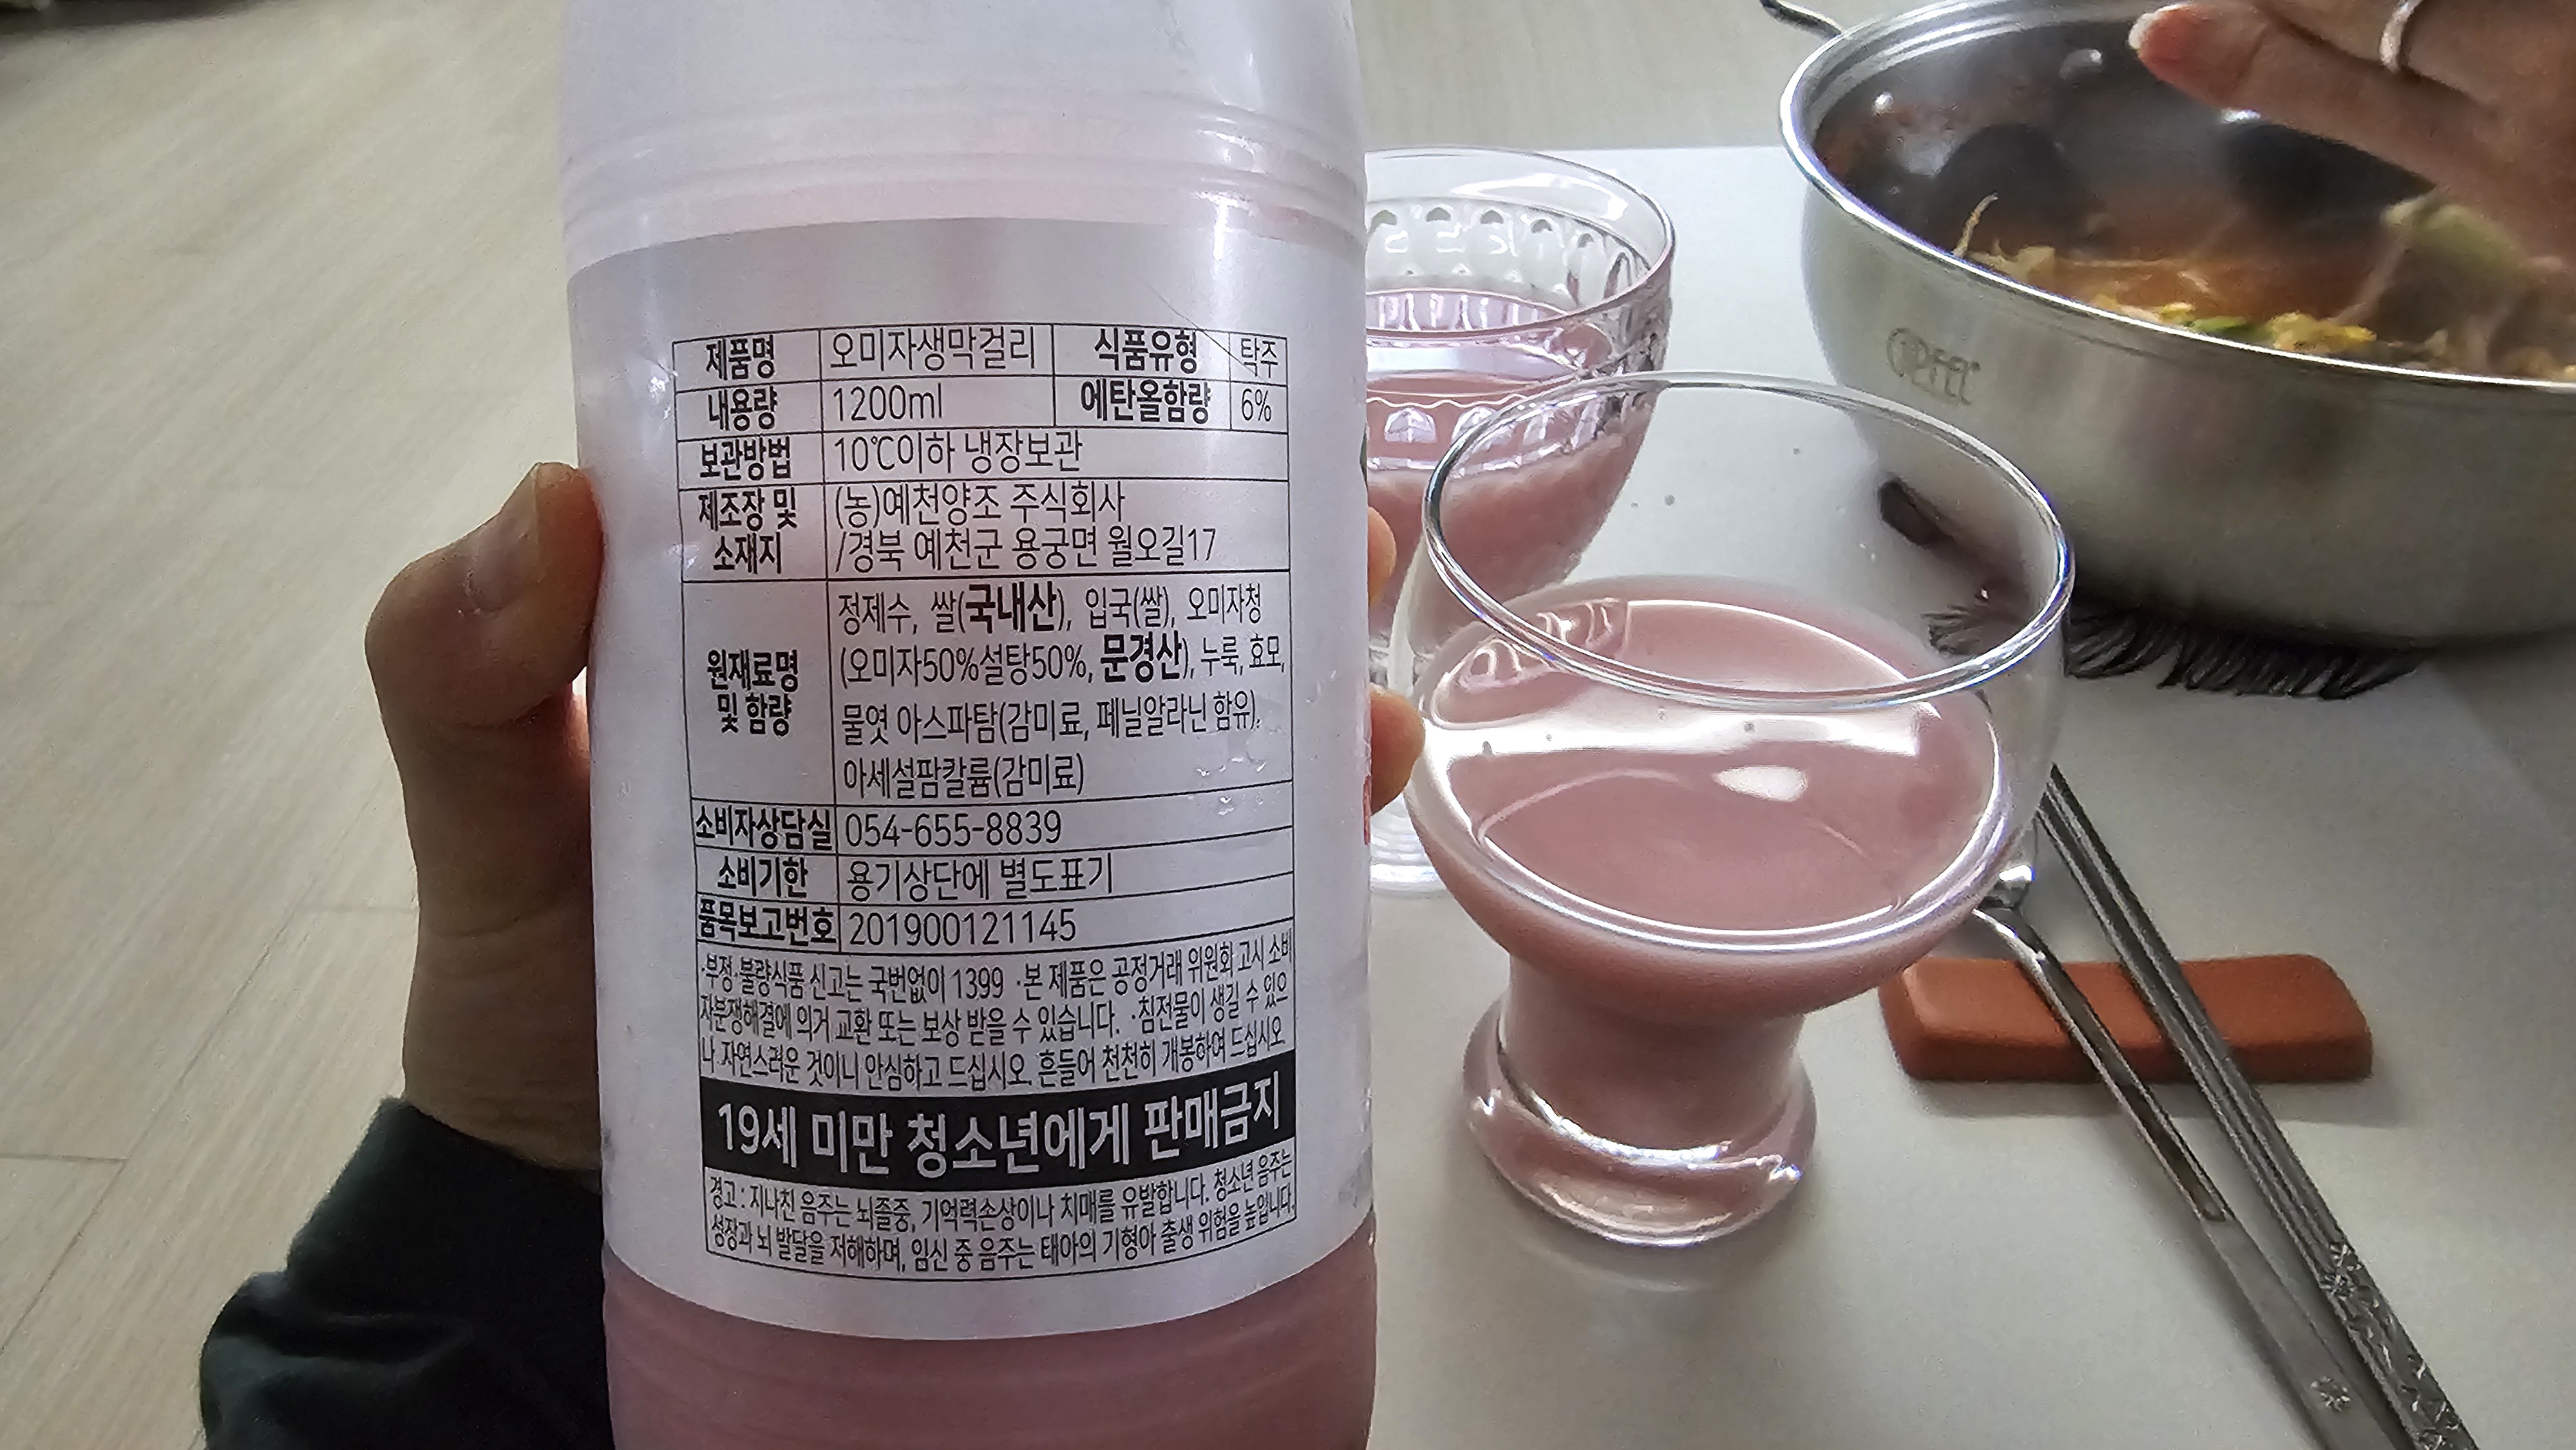 제품명 오미자생막걸리 식품유형 탁주
내용량 1200ml 에탄올함량 6%
보관방법 10℃이하 냉장보관
제조장 및 (농)예천양조 주식회사
소재지 /경북 예천군 용궁면 월오길17
원재료명
및 함량
정제수, 쌀(국내산), 입국(쌀), 오미자청
(오미자50%설탕50%, 문경산), 누룩, 효모,
물엿 아스파탐(감미료, 페닐알라닌 함유),
아세설팜칼륨(감미료)
소비자상담실 054-655-8839
소비기한 용기상단에 별도표기
품목보고번호 201900121145
·부정·불량식품 신고는 국번없이 1399 ·본 제품은 공정거래 위원회 고시 소비
자분쟁해결에 의거 교환 또는 보상 받을 수 있습니다. ·침전물이 생길 수 있으
나 자연스러운 것이니 안심하고 드십시오. 흔들어 천천히 개봉하여 드십시오.
19세 미만 청소년에게 판매금지
경고 : 지나친 음주는 뇌졸중, 기억력손상이나 치매를 유발합니다. 청소년 음주는
성장과 뇌 발달을 저해하며, 임신 중 음주는 태아의 기형아 출생 위험을 높입니다.